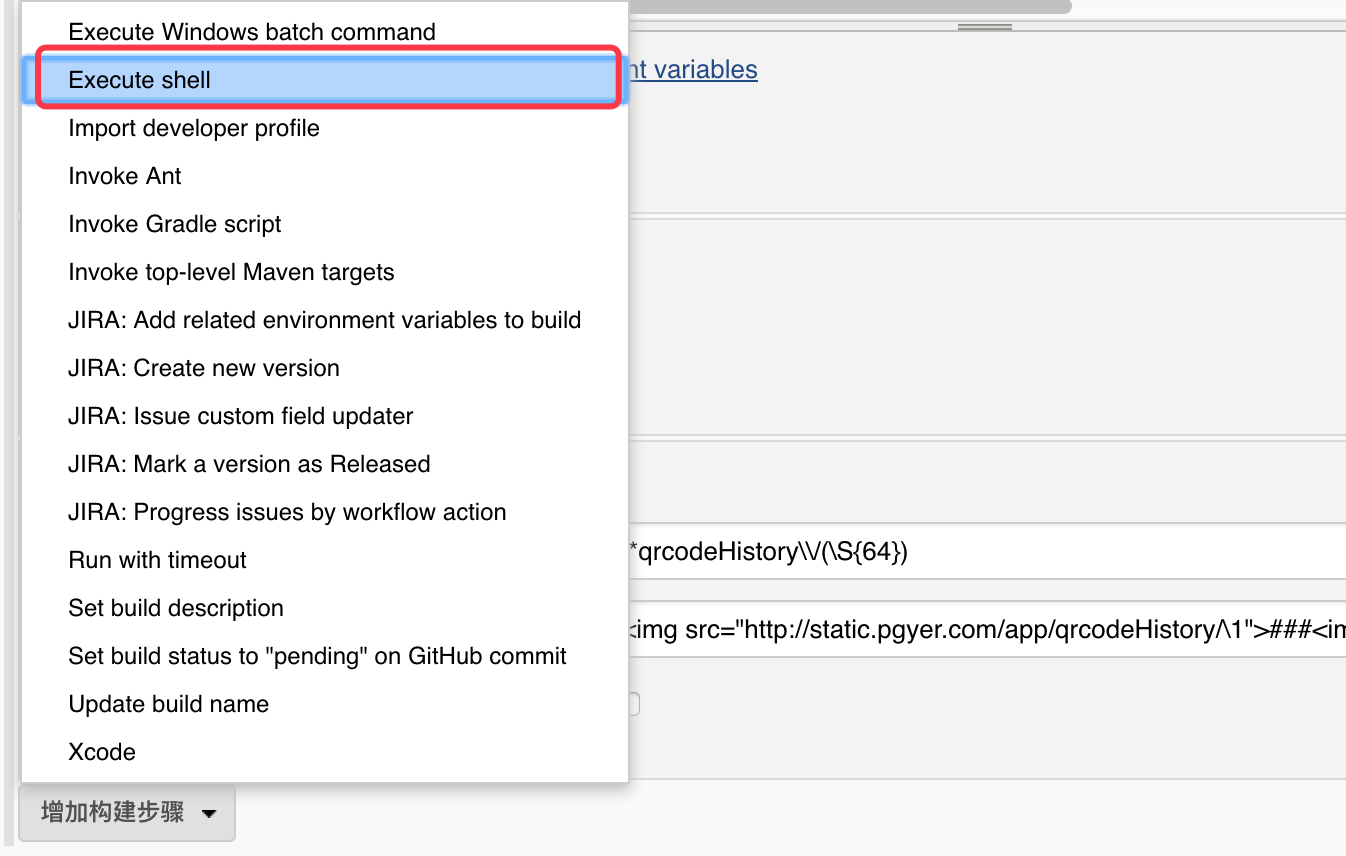 Execute Windows batch command
Execute shell
variables
Import developer profile
Invoke Ant
Invoke Gradle script
Invoke top-level Maven targets
JIRA: Add related environment variables to build
JIRA: Create new version
JIRA: Issue custom field updater
JIRA: Mark a version as Released
JIRA: Progress issues by workflow action
*qrcodeHistory\\/(\S{64})
Run with timeout
Set build description
<img src="http://static.pgyer.com/app/qrcodeHistory/\1">###<im
Set build status to "pending" on GitHub commit
Update build name
Xcode
增加构建步骤